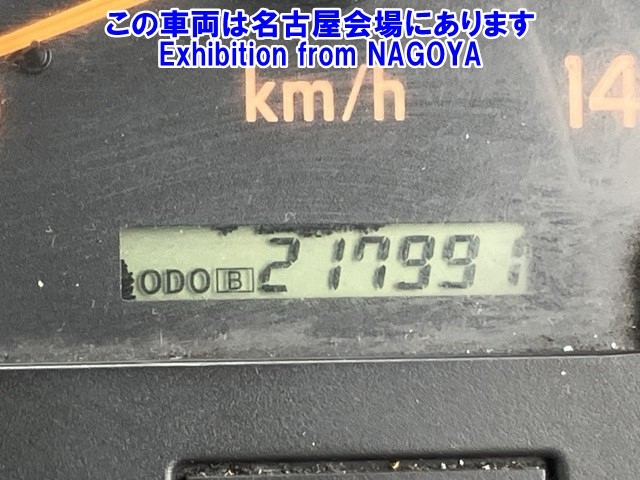 この車両は名古屋会場にあります
Exhibition from NAGOYA
km/h 14
ODO B 217991